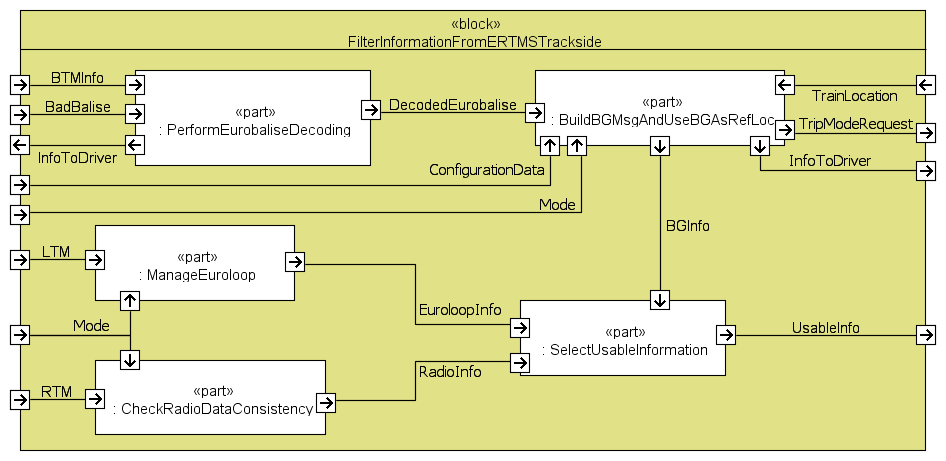 «block»
FilterInformationFromERTMSTrackside
BTMInfo
BadBalise
InfoToDriver
«part»
: PerformEurobaliseDecoding
DecodedEurobalise
«part»
: BuildBGMsgAndUseBGAsRefLoc
TrainLocation
TripModeRequest
InfoToDriver
ConfigurationData
Mode
BGInfo
LTM
«part»
: ManageEuroloop
EuroloopInfo
Mode
«part»
: SelectUsableInformation
UsableInfo
RadioInfo
RTM
«part»
: CheckRadioDataConsistency